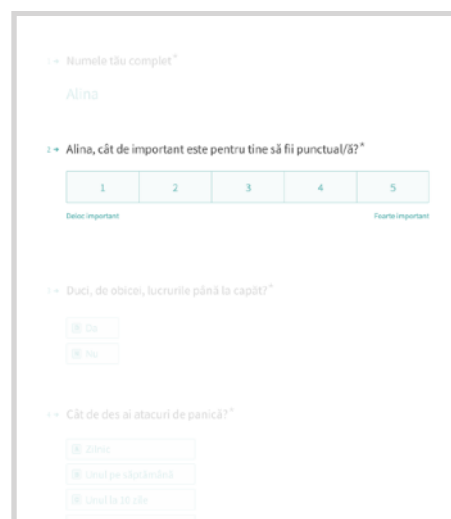 1 → Numele tău complet*
Alina
2 → Alina, cât de important este pentru tine să fii punctual/ă?*
1 2 3 4 5
Deloc important Foarte important
3 → Duci, de obicei, lucrurile până la capăt?*
Da
Nu
4 → Cât de des ai atacuri de panică?*
Zilnic
Unul pe săptămână
Unul la 10 zile